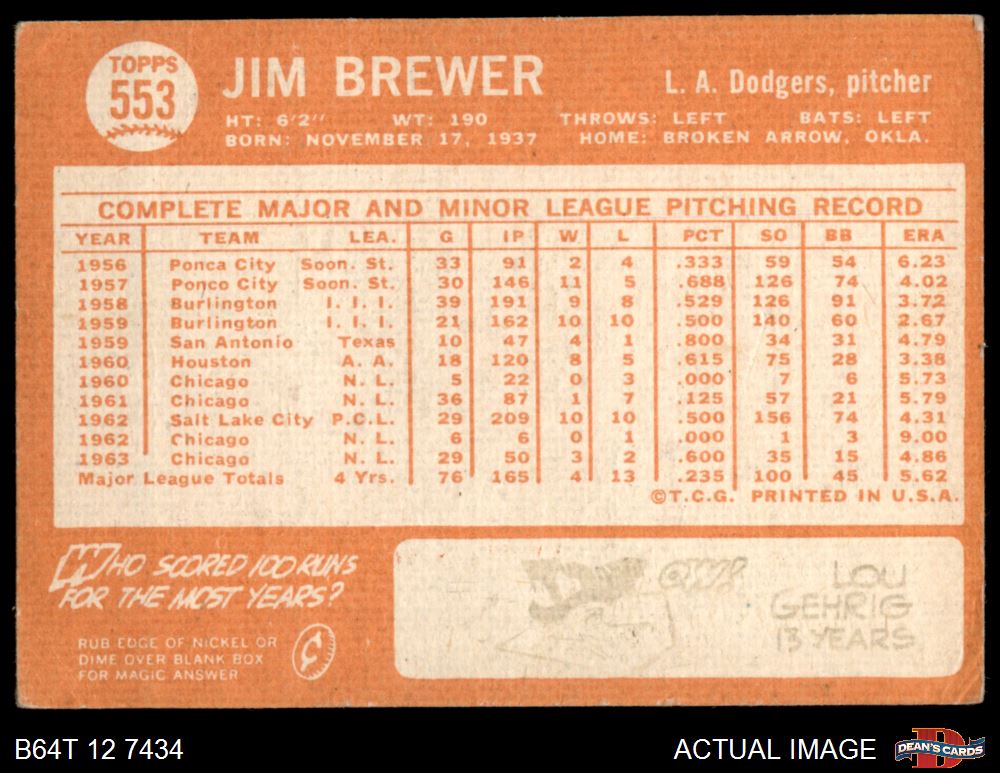 TOPPS
553
JIM BREWER
L. A. Dodgers, pitcher
HT: 6'2" WT: 190 THROWS: LEFT BATS: LEFT
BORN: NOVEMBER 17, 1937 HOME: BROKEN ARROW, OKLA.
COMPLETE MAJOR AND MINOR LEAGUE PITCHING RECORD
YEAR TEAM LEA. G IP W L PCT SO BB ERA
1956 Ponca City Soon. St. 33 91 2 4 .333 59 54 6.23
1957 Ponco City Soon. St. 30 146 11 5 .688 126 74 4.02
1958 Burlington I. I. I. 39 191 9 8 .529 126 91 3.72
1959 Burlington I. I. I. 21 162 10 10 .500 140 60 2.67
1959 San Antonio Texas 10 47 4 1 .800 34 31 4.79
1960 Houston A. A. 18 120 8 5 .615 75 28 3.38
1960 Chicago N. L. 5 22 0 3 .000 7 6 5.73
1961 Chicago N. L. 36 87 1 7 .125 57 21 5.79
1962 Salt Lake City P.C.L. 29 209 10 10 .500 156 74 4.31
1962 Chicago N. L. 6 6 0 1 .000 1 3 9.00
1963 Chicago N. L. 29 50 3 2 .600 35 15 4.86
Major League Totals 4 Yrs. 76 165 4 13 .235 100 45 5.62
©T.C.G. PRINTED IN U.S.A.
WHO SCORED 100 RUNS
FOR THE MOST YEARS?
RUB EDGE OF NICKEL OR
DIME OVER BLANK BOX
FOR MAGIC ANSWER
¢
LOU
GEHRIG
13 YEARS
B64T 12 7434
ACTUAL IMAGE
DEAN'S CARDS